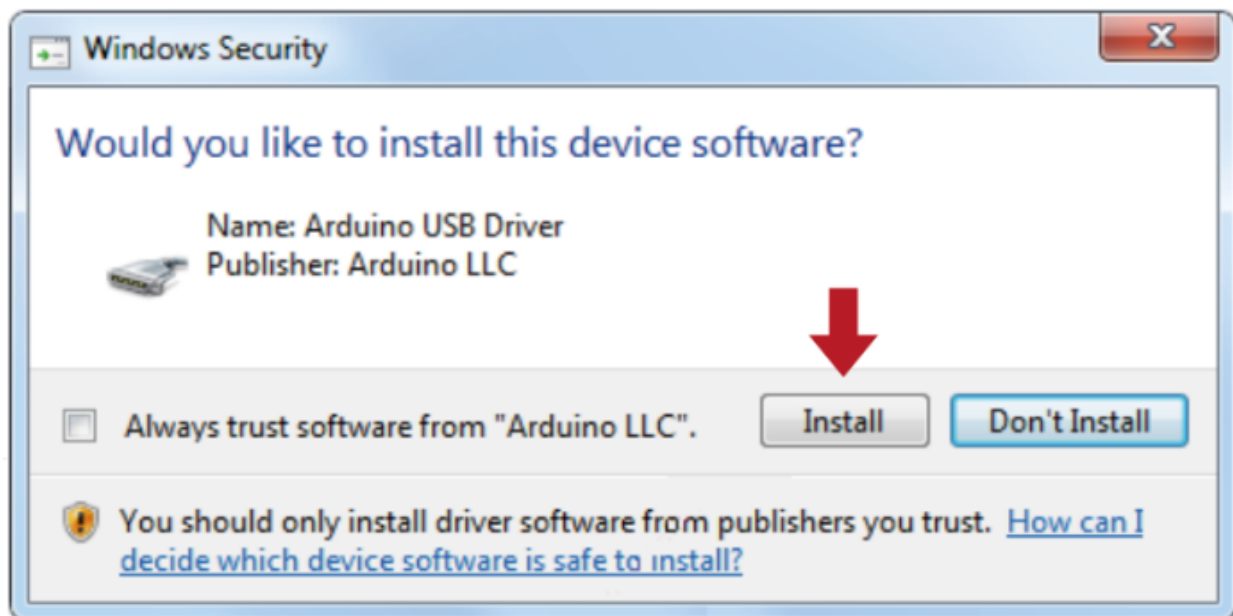 Windows Security
Would you like to install this device software?
Name: Arduino USB Driver
Publisher: Arduino LLC
Always trust software from "Arduino LLC".
Install
Don't Install
You should only install driver software from publishers you trust. How can I
decide which device software is safe to install?